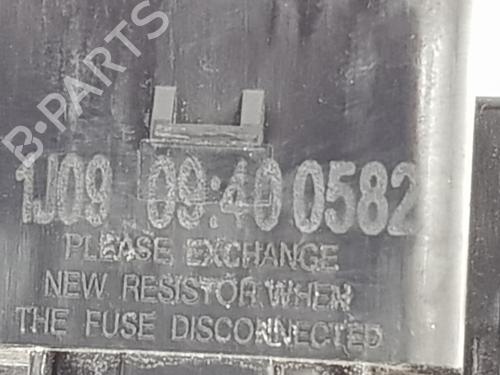 B-PARTS
1J09 09:40 0582
PLEASE EXCHANGE
NEW RESISTOR WHEN
THE FUSE DISCONNECTED